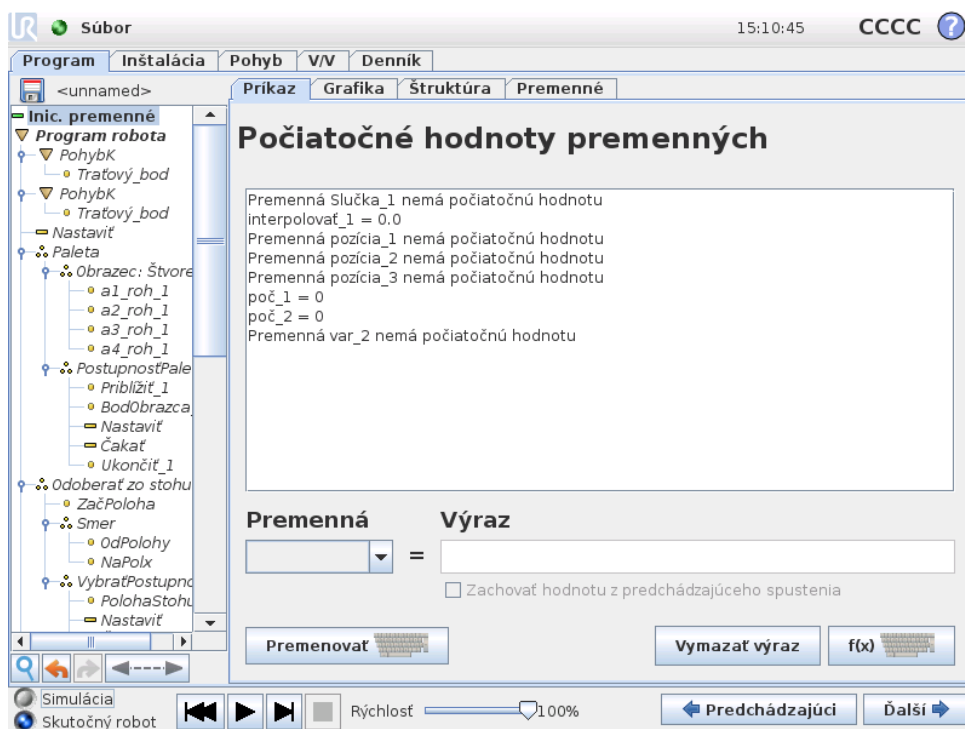 UR Súbor 15:10:45 CCCC ?
Program Inštalácia Pohyb V/V Denník
<unnamed>
Príkaz Grafika Štruktúra Premenné
Inic. premenné
Program robota
PohybK
Traťový_bod
PohybK
Traťový_bod
Nastaviť
Paleta
Obrazec: Štvore
a1_roh_1
a2_roh_1
a3_roh_1
a4_roh_1
PostupnosťPale
Priblížiť_1
BodObrazca_
Nastaviť
Čakať
Ukončiť_1
Odoberať zo stohu
ZačPoloha
Smer
OdPolohy
NaPolx
VybraťPostupno
PolohaStohu
Nastaviť
Počiatočné hodnoty premenných
Premenná Slučka_1 nemá počiatočnú hodnotu
interpolovať_1 = 0.0
Premenná pozícia_1 nemá počiatočnú hodnotu
Premenná pozícia_2 nemá počiatočnú hodnotu
Premenná pozícia_3 nemá počiatočnú hodnotu
poč_1 = 0
poč_2 = 0
Premenná var_2 nemá počiatočnú hodnotu
Premenná Výraz
=
Zachovať hodnotu z predchádzajúceho spustenia
Premenovať Vymazať výraz f(x)
Simulácia
Skutočný robot
Rýchlosť 100% Predchádzajúci Ďalší